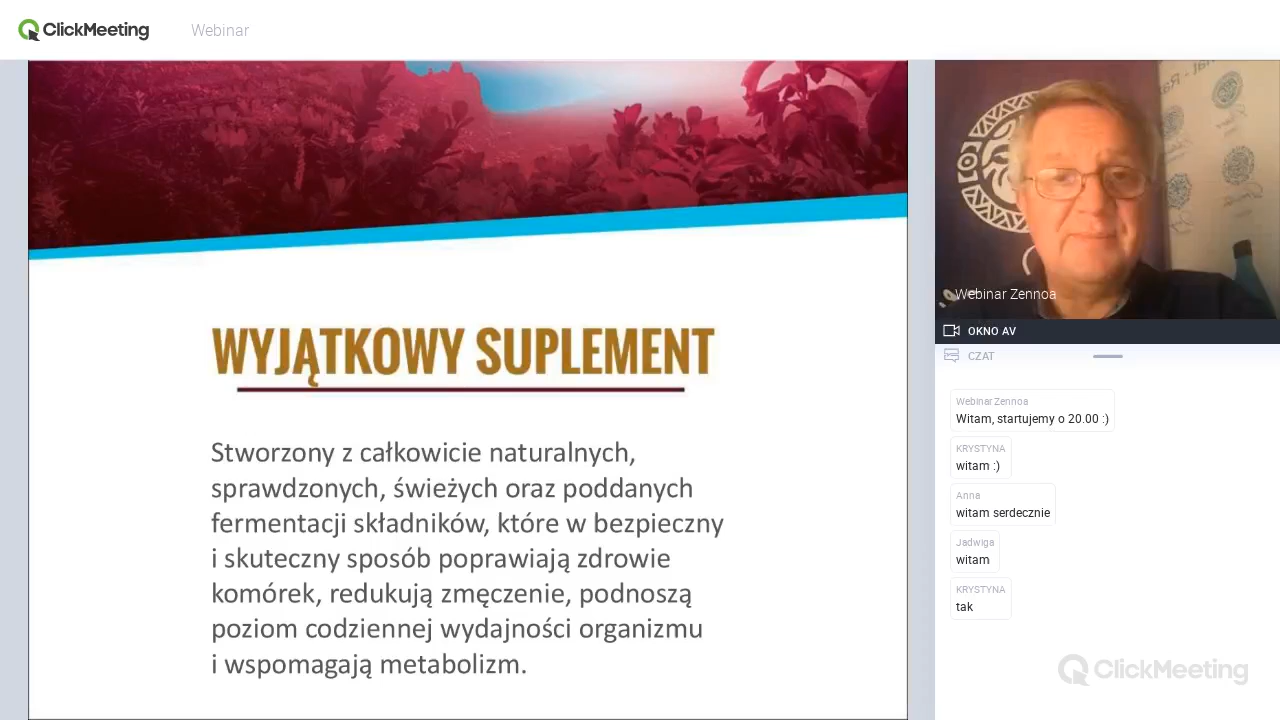 ClickMeeting
Webinar
WYJĄTKOWY SUPLEMENT
Stworzony z całkowicie naturalnych,
sprawdzonych, świeżych oraz poddanych
fermentacji składników, które w bezpieczny
i skuteczny sposób poprawiają zdrowie
komórek, redukują zmęczenie, podnoszą
poziom codziennej wydajności organizmu
i wspomagają metabolizm.
Webinar Zennoa
OKNO AV
CZAT
Webinar Zennoa
Witam, startujemy o 20.00 :)
KRYSTYNA
witam :)
Anna
witam serdecznie
Jadwiga
witam
KRYSTYNA
tak
ClickMeeting